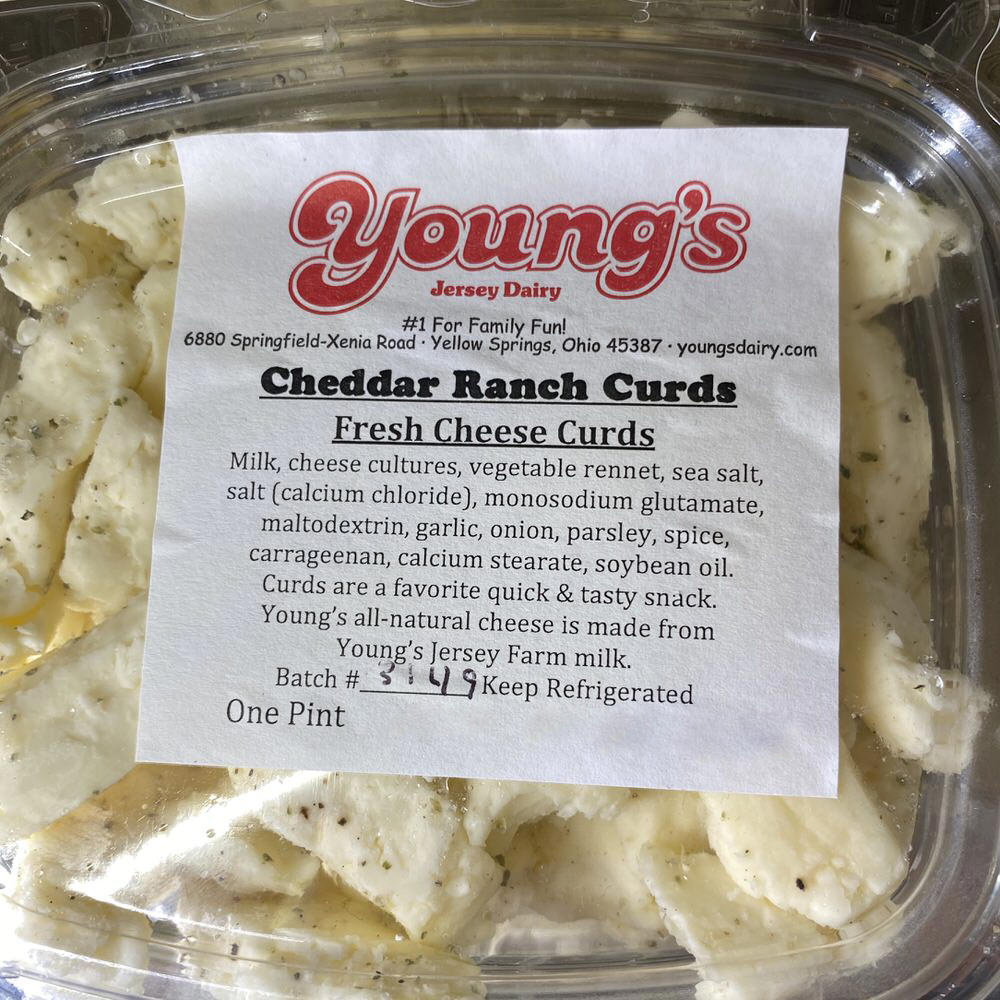 Young's
Jersey Dairy
#1 For Family Fun!
6880 Springfield-Xenia Road · Yellow Springs, Ohio 45387 · youngsdairy.com
Cheddar Ranch Curds
Fresh Cheese Curds
Milk, cheese cultures, vegetable rennet, sea salt,
salt (calcium chloride), monosodium glutamate,
maltodextrin, garlic, onion, parsley, spice,
carrageenan, calcium stearate, soybean oil.
Curds are a favorite quick & tasty snack.
Young's all-natural cheese is made from
Young's Jersey Farm milk.
Batch # 3149 Keep Refrigerated
One Pint